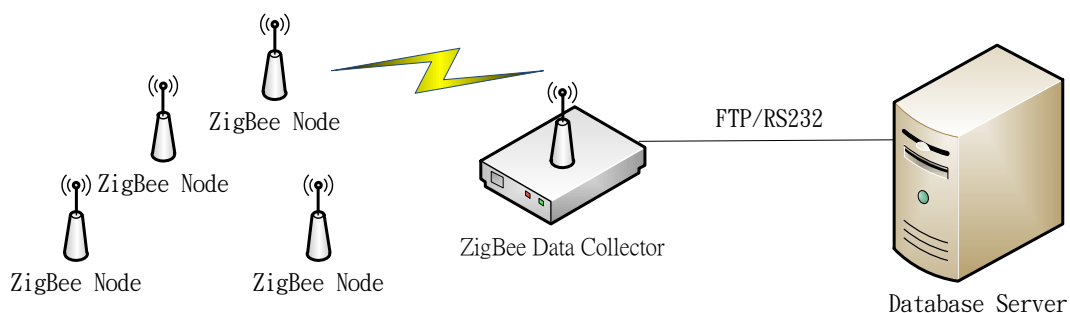 ZigBee Node
FTP/RS232
ZigBee Node
ZigBee Data Collector
ZigBee Node
ZigBee Node
Database Server